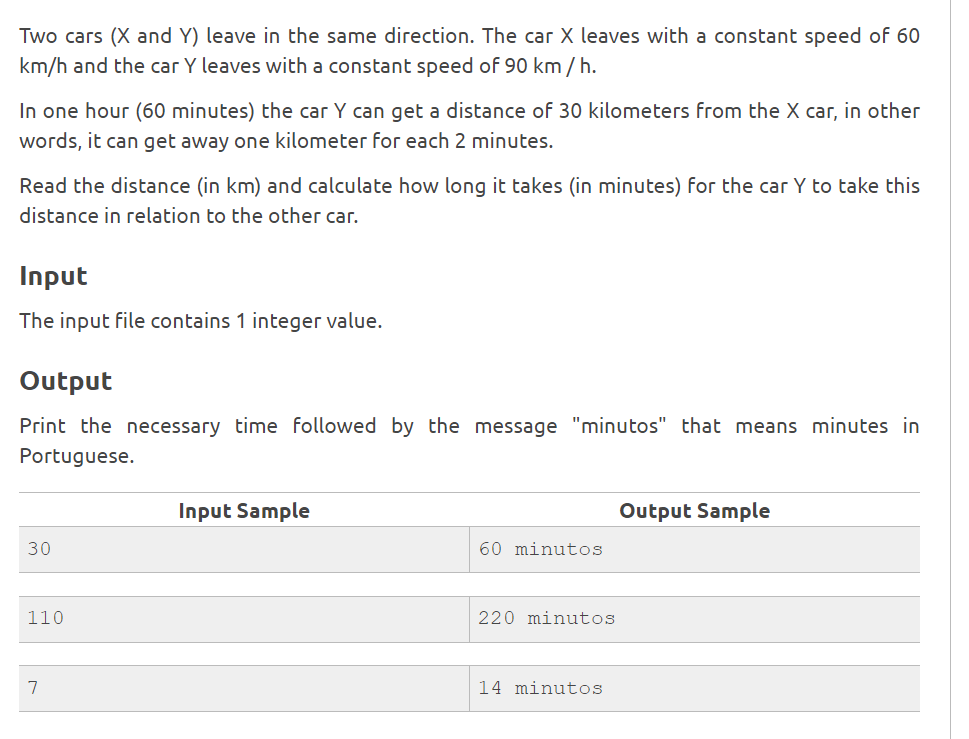 Two cars (X and Y) leave in the same direction. The car X leaves with a constant speed of 60
km/h and the car Y leaves with a constant speed of 90 km / h.
In one hour (60 minutes) the car Y can get a distance of 30 kilometers from the X car, in other
words, it can get away one kilometer for each 2 minutes.
Read the distance (in km) and calculate how long it takes (in minutes) for the car Y to take this
distance in relation to the other car.
Input
The input file contains 1 integer value.
Output
Print the necessary time followed by the message "minutos" that means minutes in
Portuguese.
Input Sample Output Sample
30 60 minutos
110 220 minutos
7 14 minutos